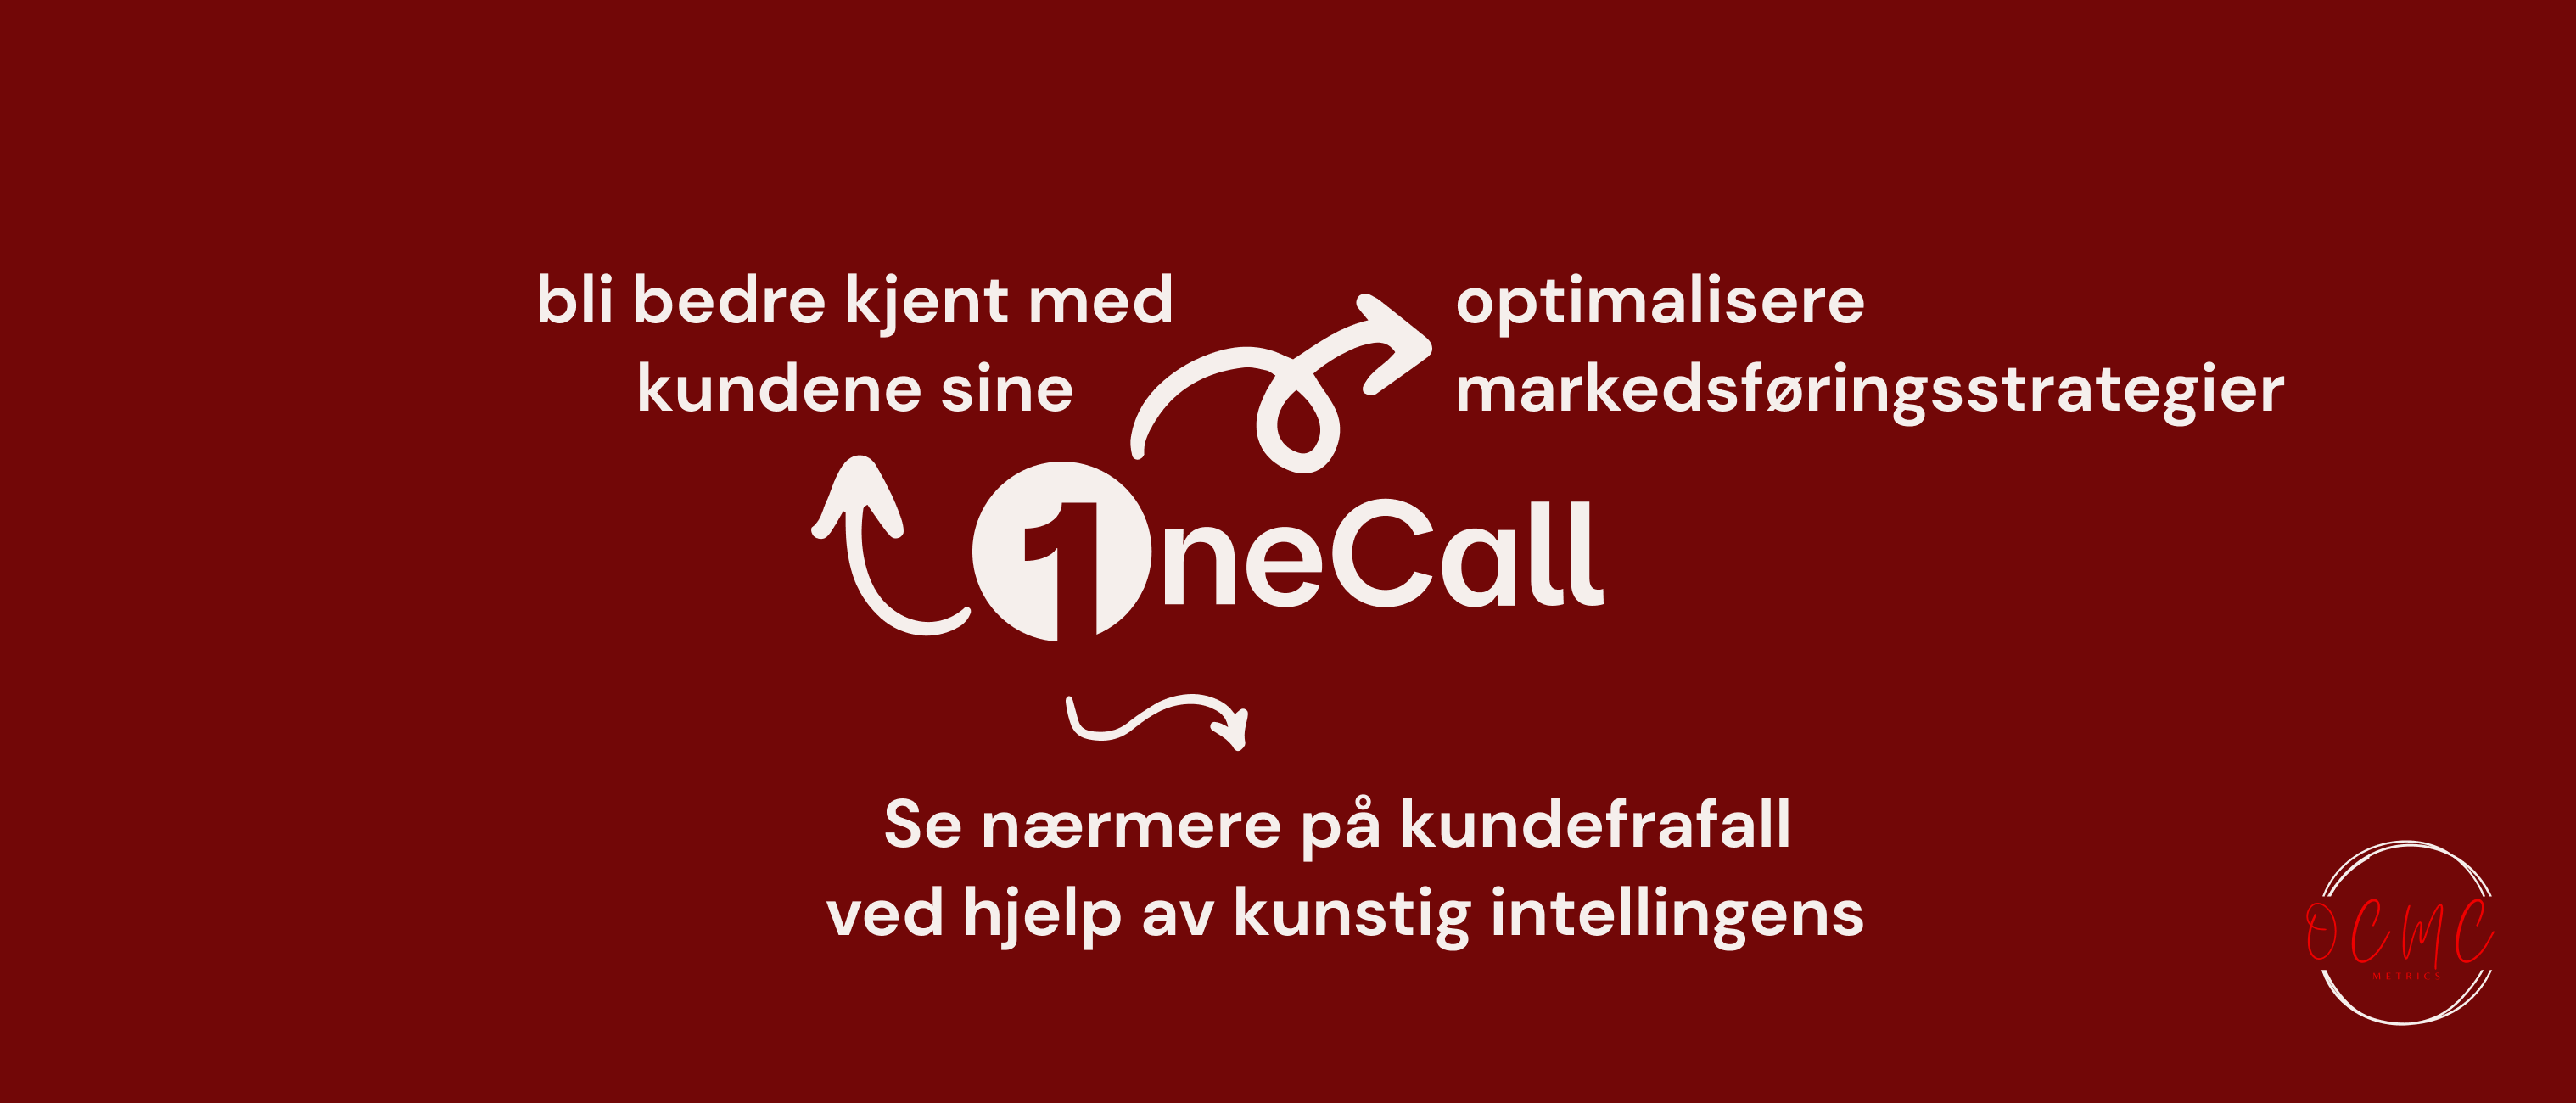 bli bedre kjent med
kundene sine
optimalisere
markedsføringsstrategier
1neCall
Se nærmere på kundefrafall
ved hjelp av kunstig intellingens
OCMC
METRICS